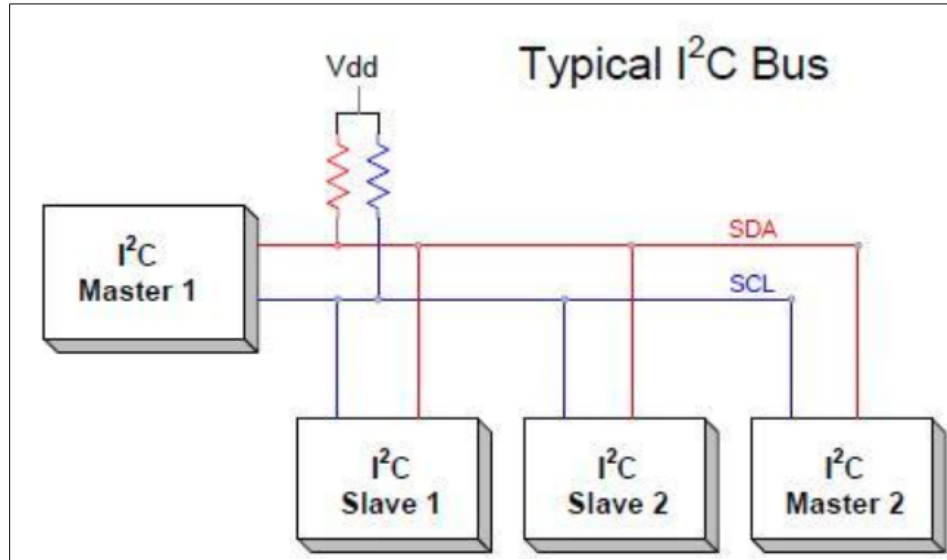 Typical I²C Bus
Vdd
I²C
Master 1
SDA
SCL
I²C
Slave 1
I²C
Slave 2
I²C
Master 2